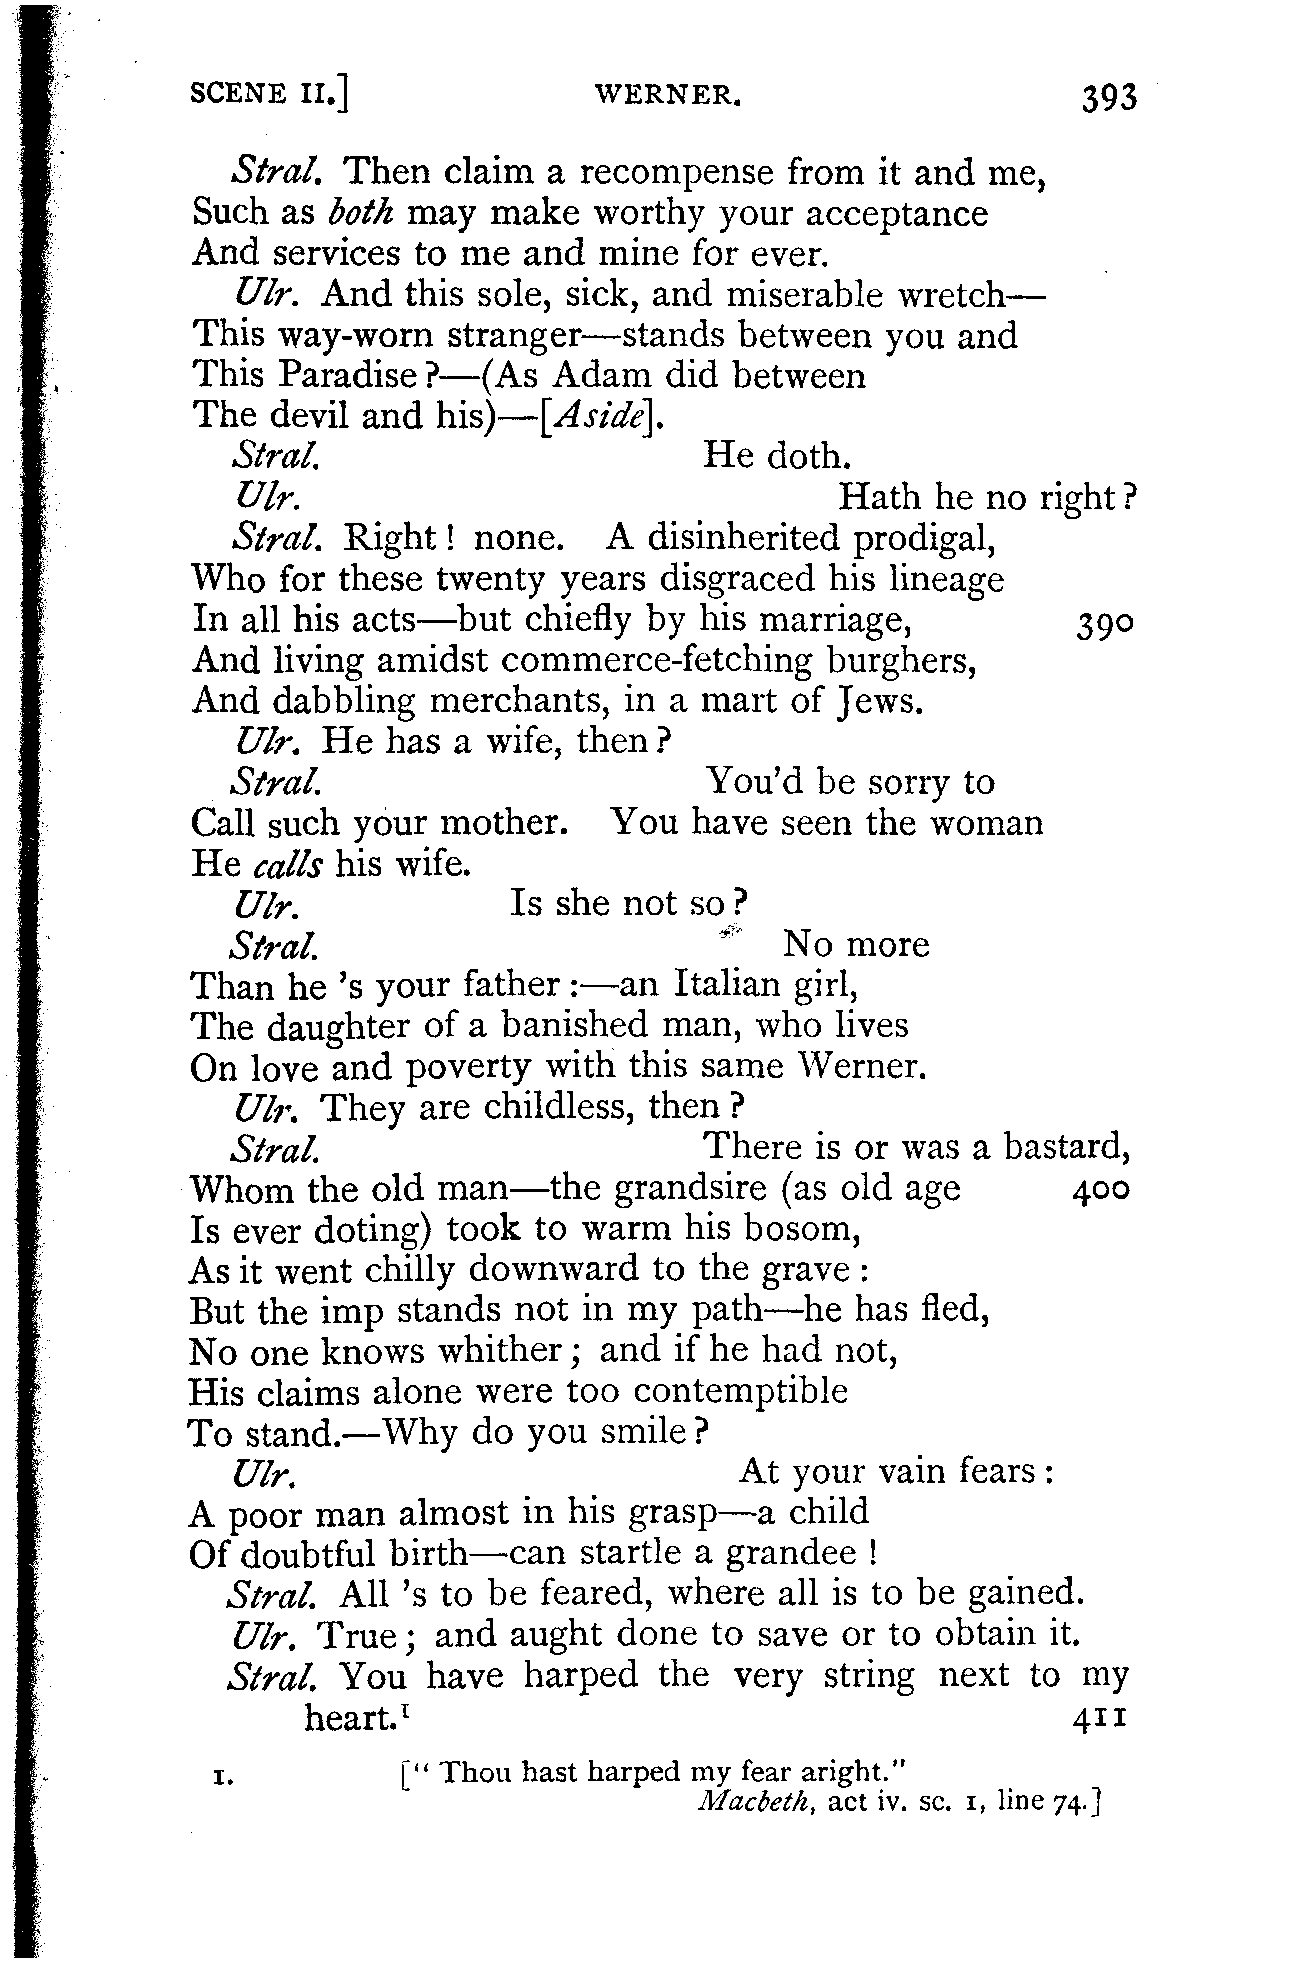 SCENE II.] WERNER. 393
Stral. Then claim a recompense from it and me,
Such as both may make worthy your acceptance
And services to me and mine for ever.
Ulr. And this sole, sick, and miserable wretch—
This way-worn stranger—stands between you and
This Paradise?—(As Adam did between
The devil and his)—[Aside].
Stral. He doth.
Ulr. Hath he no right?
Stral. Right! none. A disinherited prodigal,
Who for these twenty years disgraced his lineage
In all his acts—but chiefly by his marriage, 390
And living amidst commerce-fetching burghers,
And dabbling merchants, in a mart of Jews.
Ulr. He has a wife, then?
Stral. You'd be sorry to
Call such your mother. You have seen the woman
He calls his wife.
Ulr. Is she not so?
Stral. No more
Than he 's your father:—an Italian girl,
The daughter of a banished man, who lives
On love and poverty with this same Werner.
Ulr. They are childless, then?
Stral. There is or was a bastard,
Whom the old man—the grandsire (as old age 400
Is ever doting) took to warm his bosom,
As it went chilly downward to the grave:
But the imp stands not in my path—he has fled,
No one knows whither; and if he had not,
His claims alone were too contemptible
To stand.—Why do you smile?
Ulr. At your vain fears:
A poor man almost in his grasp—a child
Of doubtful birth—can startle a grandee!
Stral. All 's to be feared, where all is to be gained.
Ulr. True; and aught done to save or to obtain it.
Stral. You have harped the very string next to my
heart.¹ 411
1. ["Thou hast harped my fear aright."
Macbeth, act iv. sc. 1, line 74.]